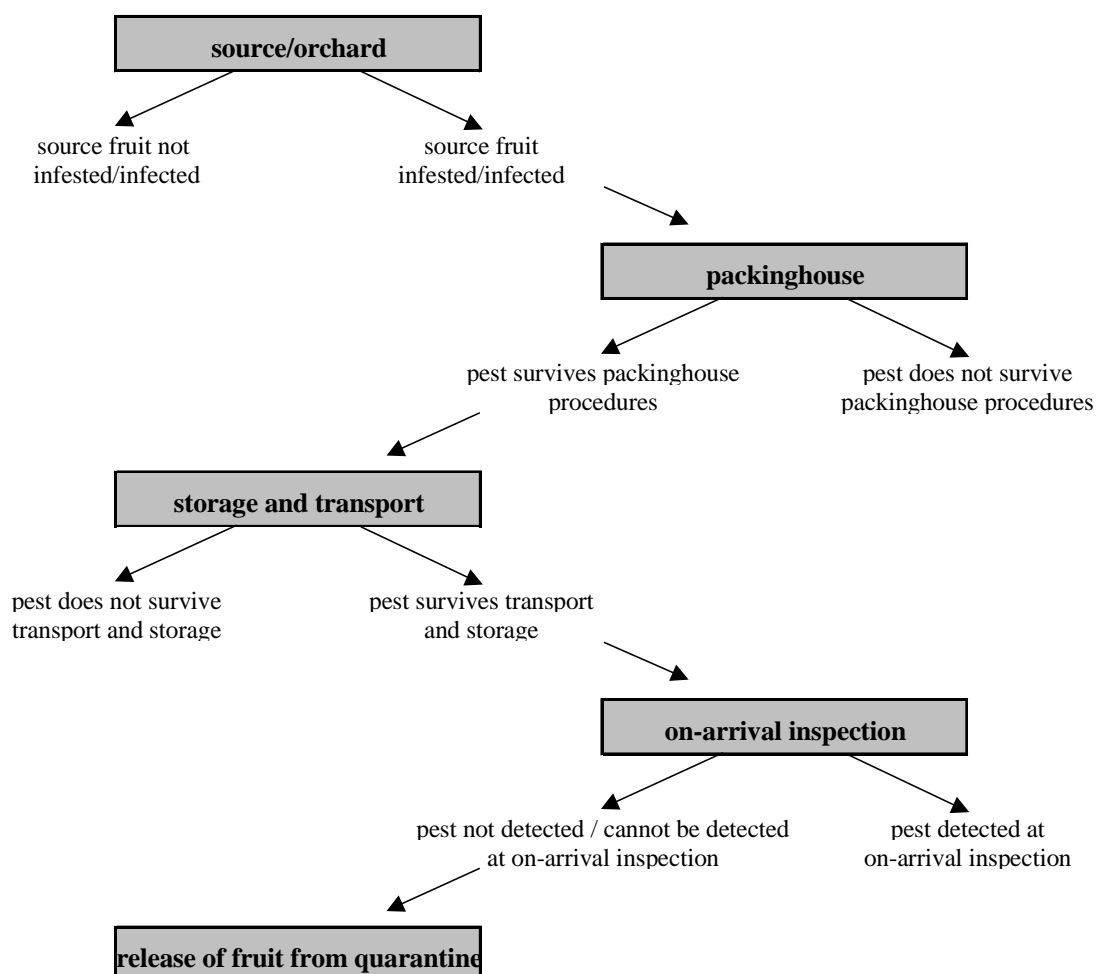 source/orchard
source fruit not
infested/infected
source fruit
infested/infected
packinghouse
pest survives packinghouse
procedures
pest does not survive
packinghouse procedures
storage and transport
pest does not survive
transport and storage
pest survives transport
and storage
on-arrival inspection
pest not detected / cannot be detected
at on-arrival inspection
pest detected at
on-arrival inspection
release of fruit from quarantine